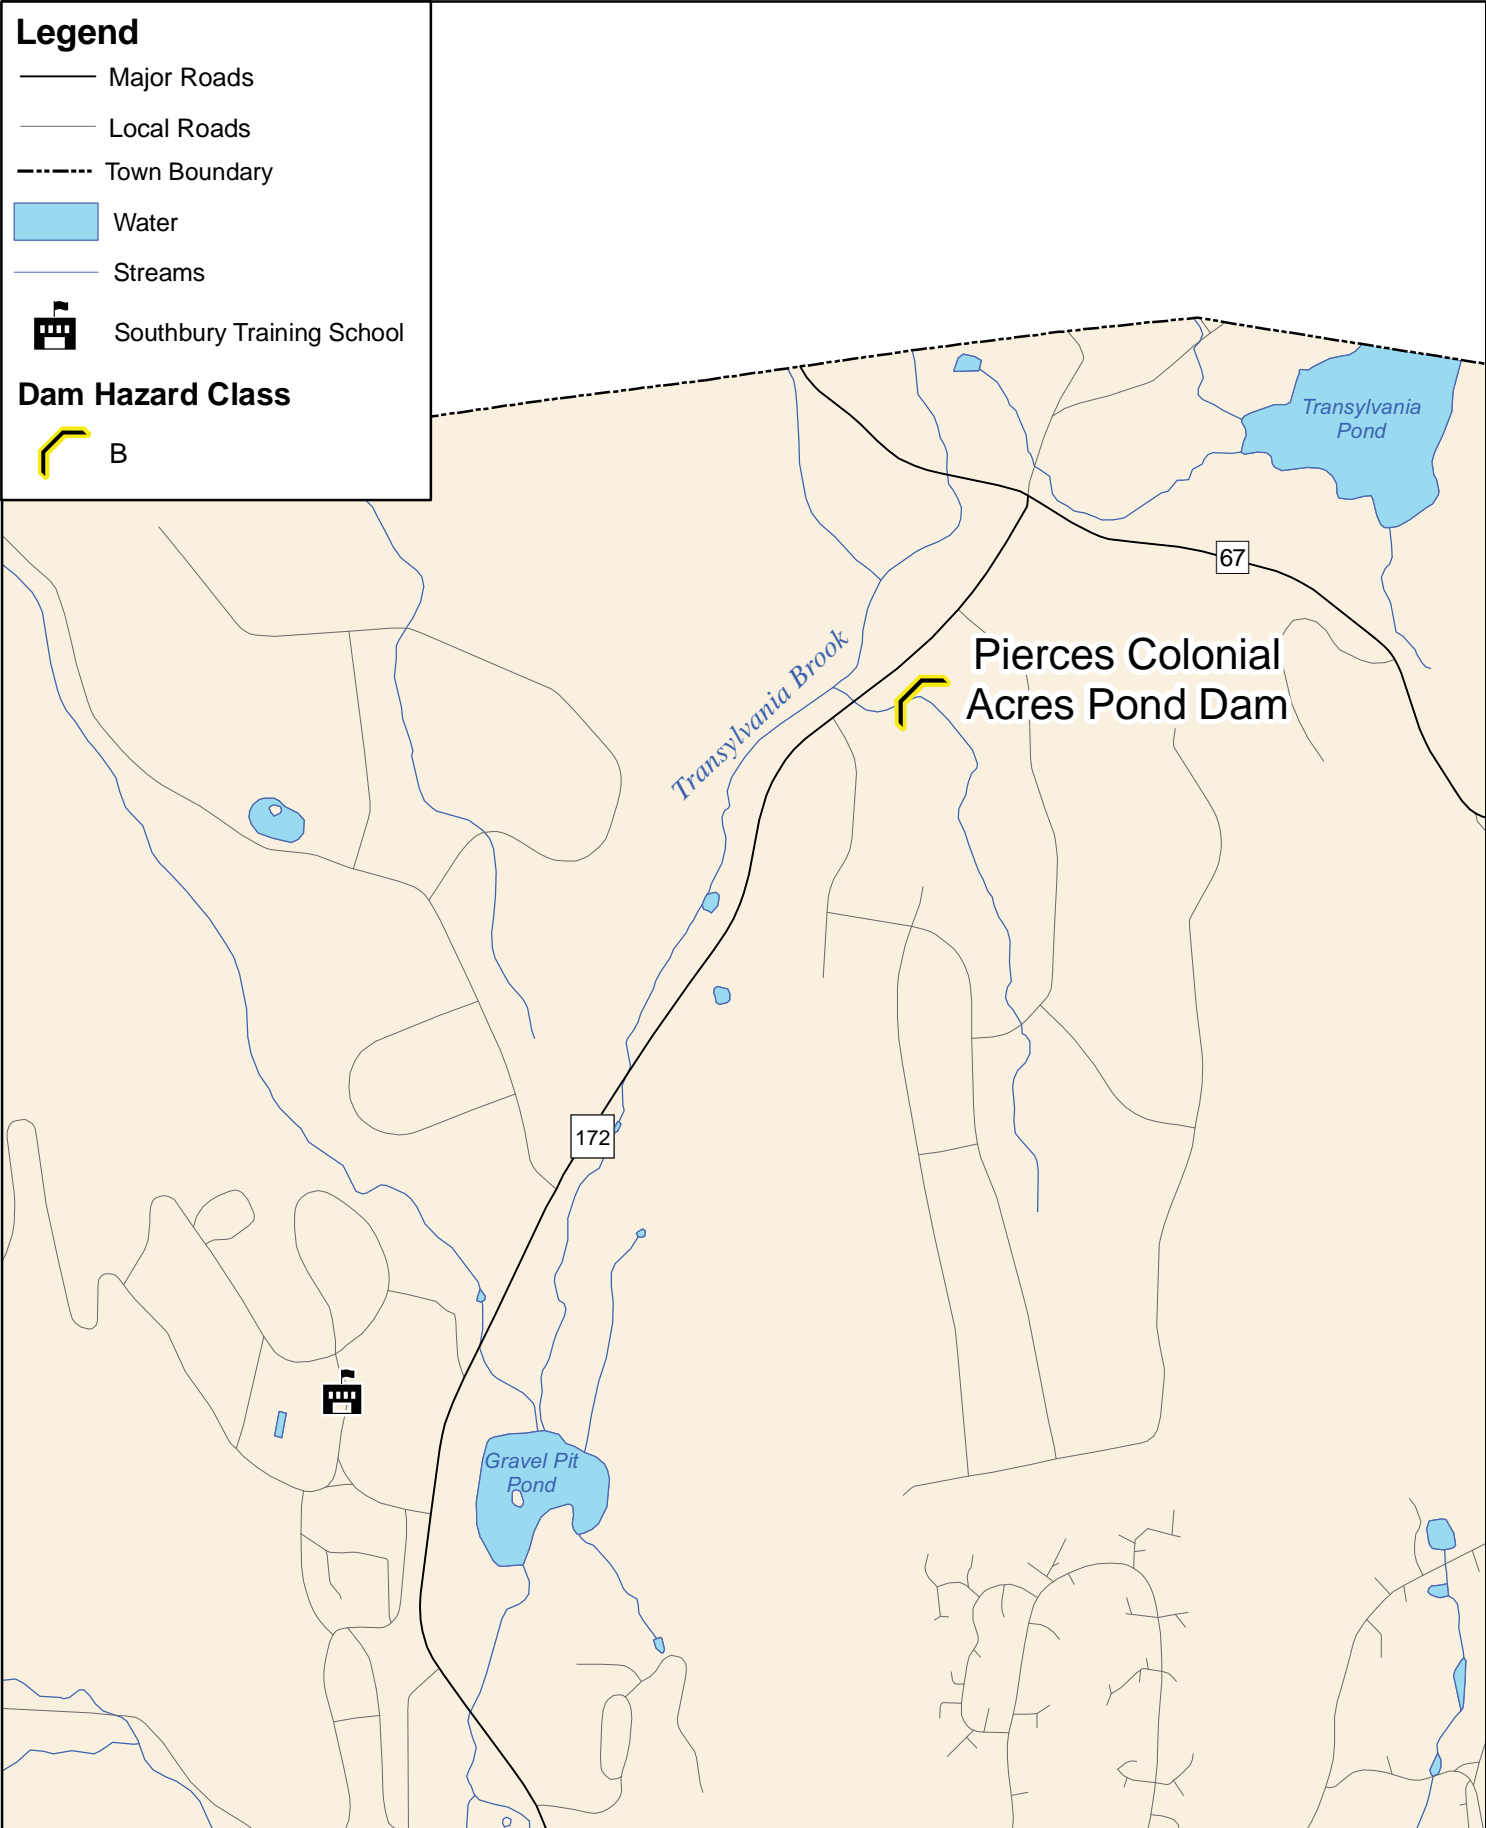 Legend
Major Roads
Local Roads
Town Boundary
Water
Streams
Southbury Training School
Dam Hazard Class
B
Transylvania
Pond
67
Pierces Colonial
Acres Pond Dam
Transylvania Brook
172
Gravel Pit
Pond